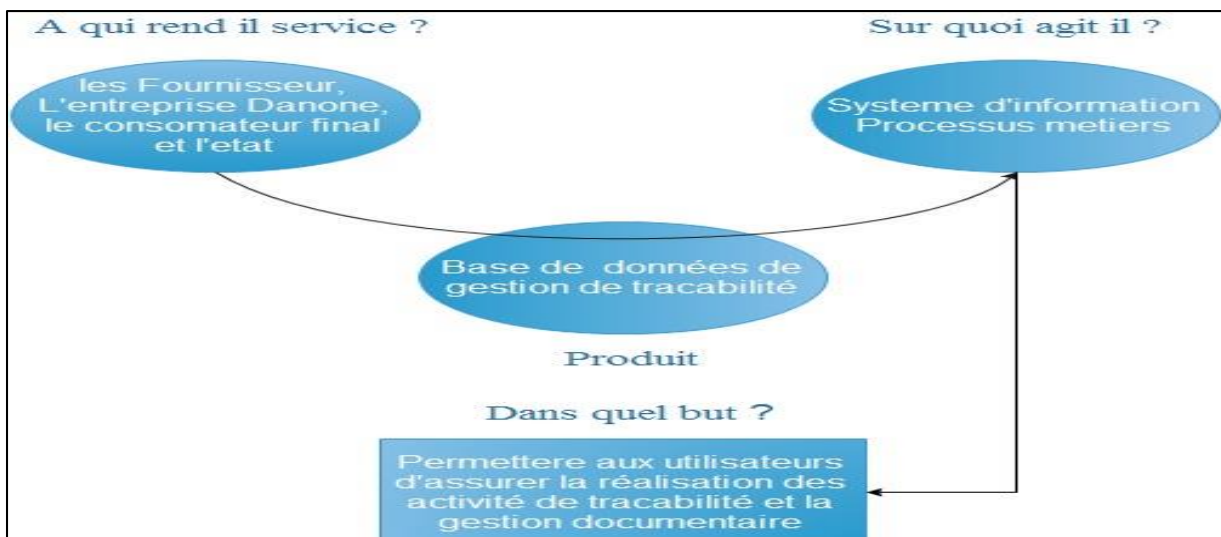 A qui rend il service ?
Sur quoi agit il ?
les Fournisseur,
L'entreprise Danone,
le consomateur final
et l'etat
Systeme d'information
Processus metiers
Base de données de
gestion de tracabilité
Produit
Dans quel but ?
Permettere aux utilisateurs
d'assurer la réalisation des
activité de tracabilité et la
gestion documentaire